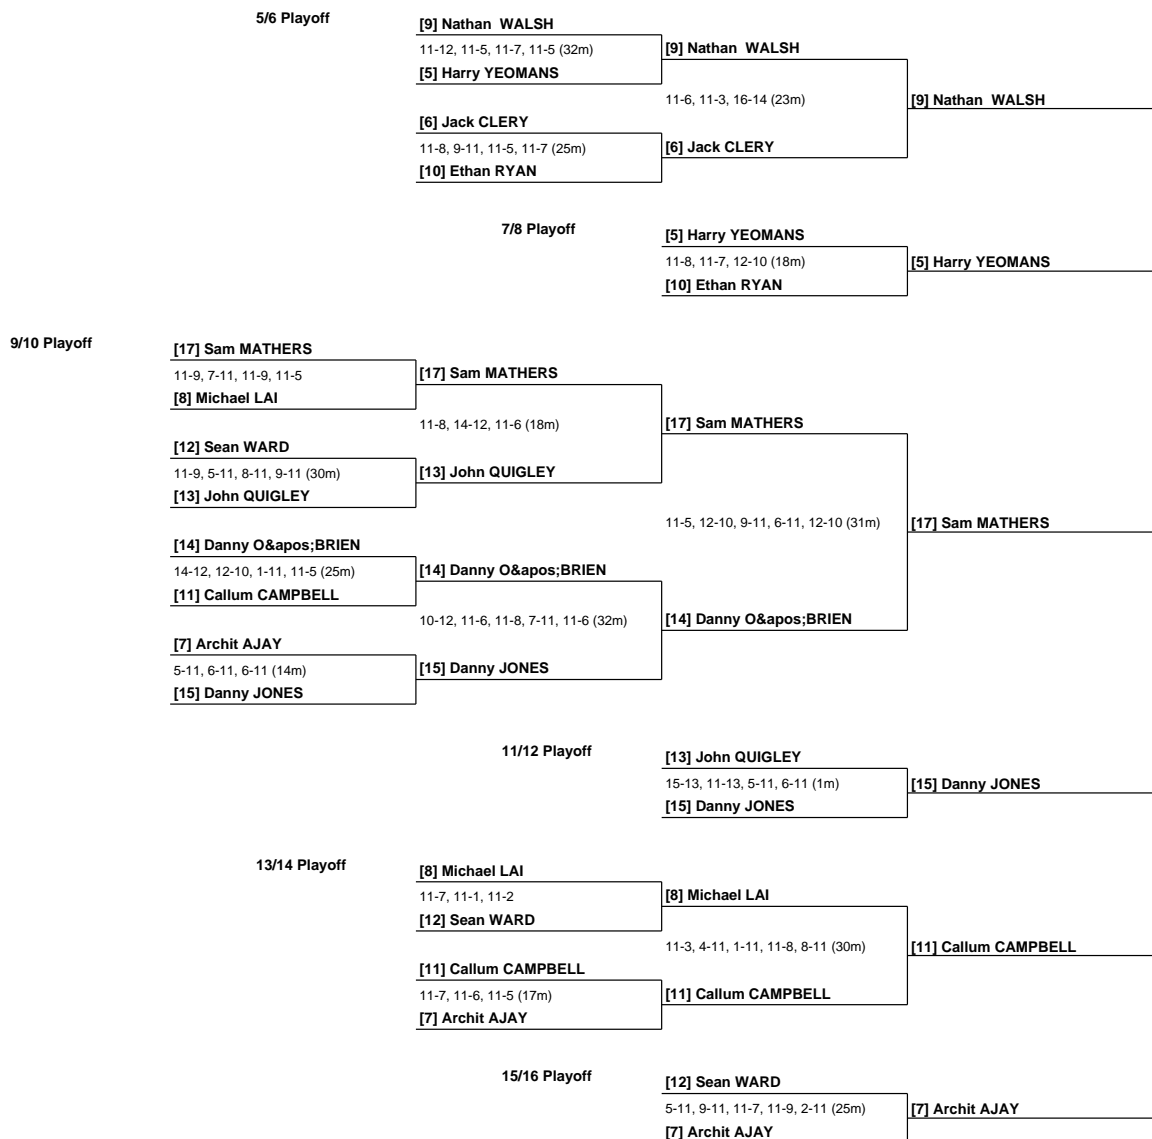 5/6 Playoff
[9] Nathan  WALSH
11-12, 11-5, 11-7, 11-5 (32m)
[5] Harry YEOMANS
[9] Nathan  WALSH
11-6, 11-3, 16-14 (23m)
[9] Nathan  WALSH
[6] Jack CLERY
11-8, 9-11, 11-5, 11-7 (25m)
[10] Ethan RYAN
[6] Jack CLERY
7/8 Playoff
[5] Harry YEOMANS
11-8, 11-7, 12-10 (18m)
[10] Ethan RYAN
[5] Harry YEOMANS
9/10 Playoff
[17] Sam MATHERS
11-9, 7-11, 11-9, 11-5
[8] Michael LAI
[17] Sam MATHERS
11-8, 14-12, 11-6 (18m)
[17] Sam MATHERS
[12] Sean WARD
11-9, 5-11, 8-11, 9-11 (30m)
[13] John QUIGLEY
[13] John QUIGLEY
11-5, 12-10, 9-11, 6-11, 12-10 (31m)
[17] Sam MATHERS
[14] Danny O&apos;BRIEN
14-12, 12-10, 1-11, 11-5 (25m)
[11] Callum CAMPBELL
[14] Danny O&apos;BRIEN
10-12, 11-6, 11-8, 7-11, 11-6 (32m)
[14] Danny O&apos;BRIEN
[7] Archit AJAY
5-11, 6-11, 6-11 (14m)
[15] Danny JONES
[15] Danny JONES
11/12 Playoff
[13] John QUIGLEY
15-13, 11-13, 5-11, 6-11 (1m)
[15] Danny JONES
[15] Danny JONES
13/14 Playoff
[8] Michael LAI
11-7, 11-1, 11-2
[12] Sean WARD
[8] Michael LAI
11-3, 4-11, 1-11, 11-8, 8-11 (30m)
[11] Callum CAMPBELL
[11] Callum CAMPBELL
11-7, 11-6, 11-5 (17m)
[7] Archit AJAY
[11] Callum CAMPBELL
15/16 Playoff
[12] Sean WARD
5-11, 9-11, 11-7, 11-9, 2-11 (25m)
[7] Archit AJAY
[7] Archit AJAY